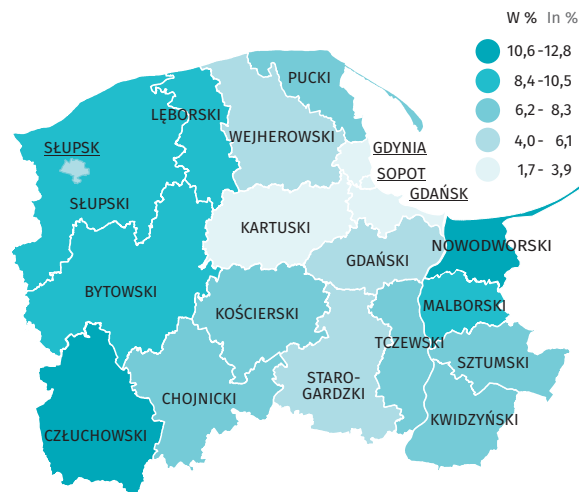 W % In %
10,6 - 12,8
8,4 - 10,5
6,2 - 8,3
4,0 - 6,1
1,7 - 3,9
PUCKI
LĘBORSKI
WEJHEROWSKI
SŁUPSK
GDYNIA
SOPOT
GDAŃSK
SŁUPSKI
KARTUSKI
NOWODWORSKI
GDAŃSKI
BYTOWSKI
MALBORSKI
KOŚCIERSKI
TCZEWSKI
SZTUMSKI
STARO-
GARDZKI
CHOJNICKI
KWIDZYŃSKI
CZŁUCHOWSKI